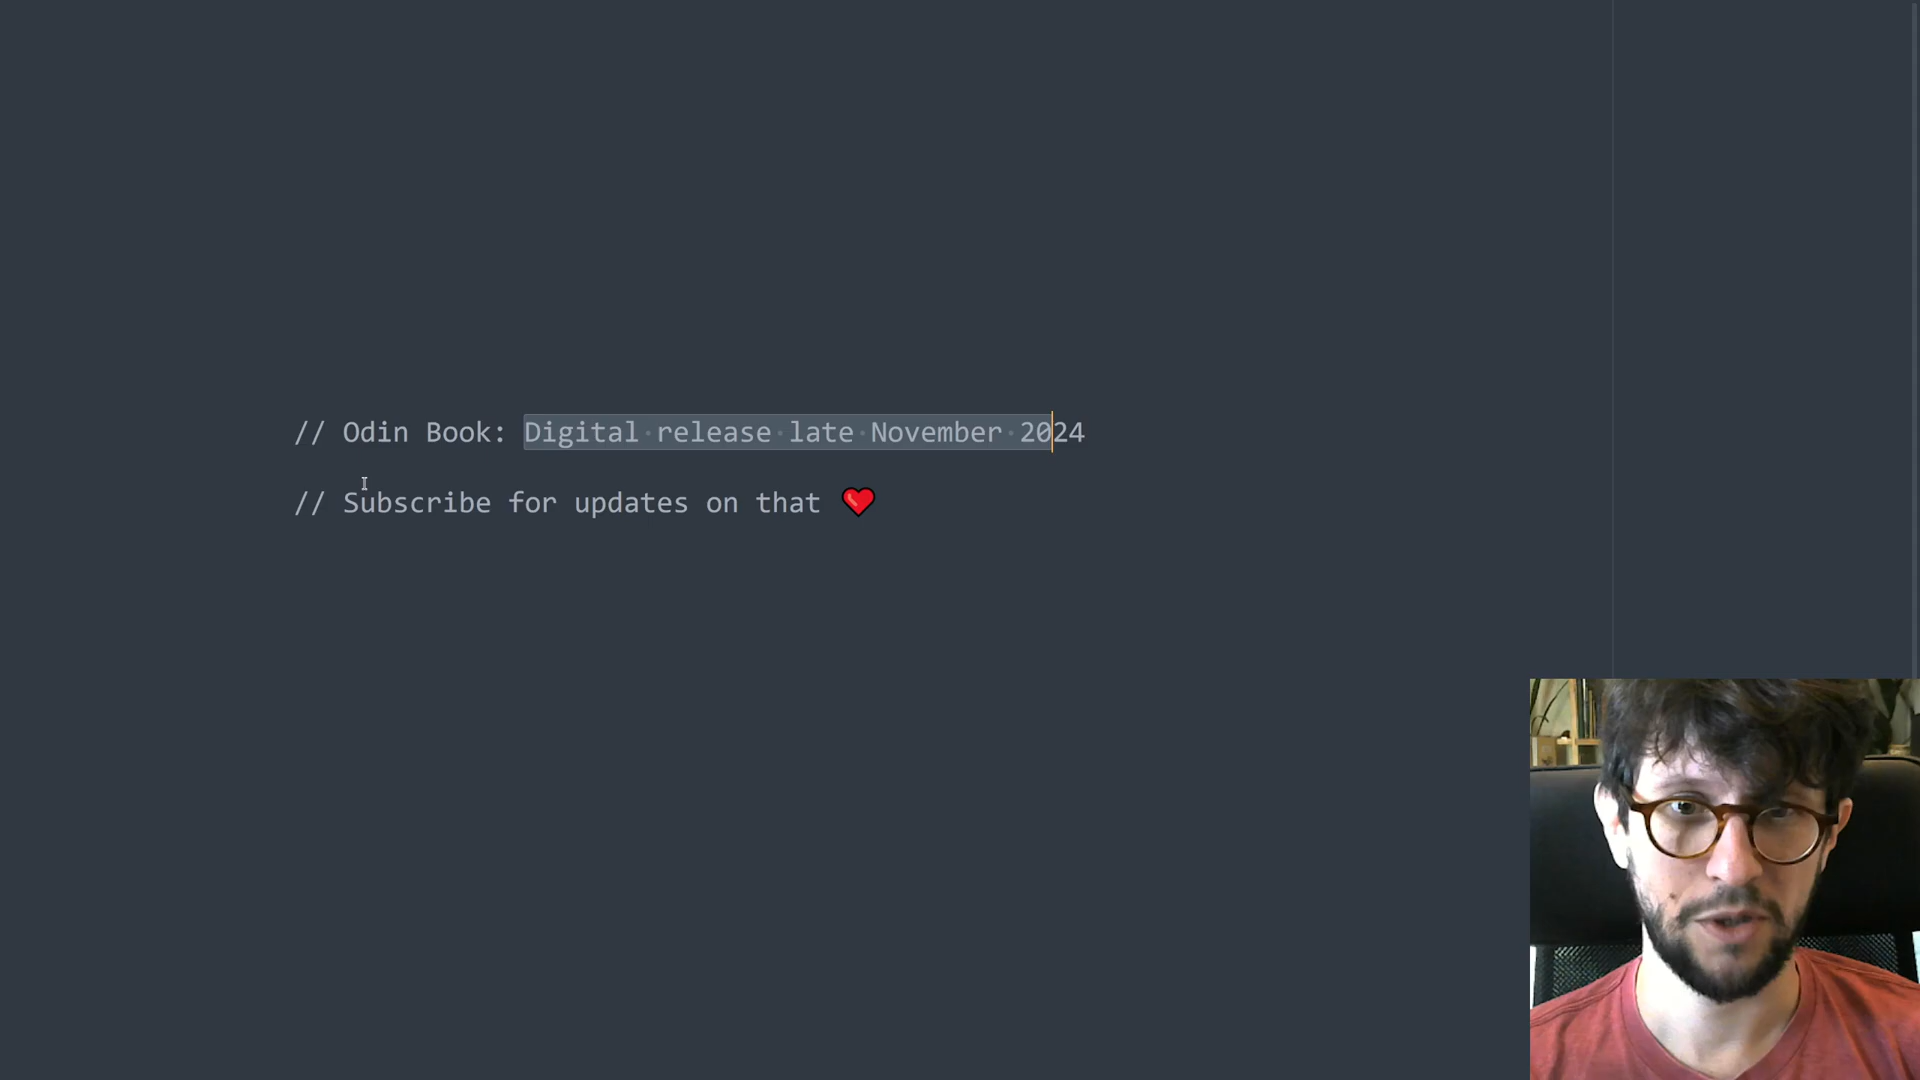 // Odin Book: Digital release late November 2024
// Subscribe for updates on that ❤️